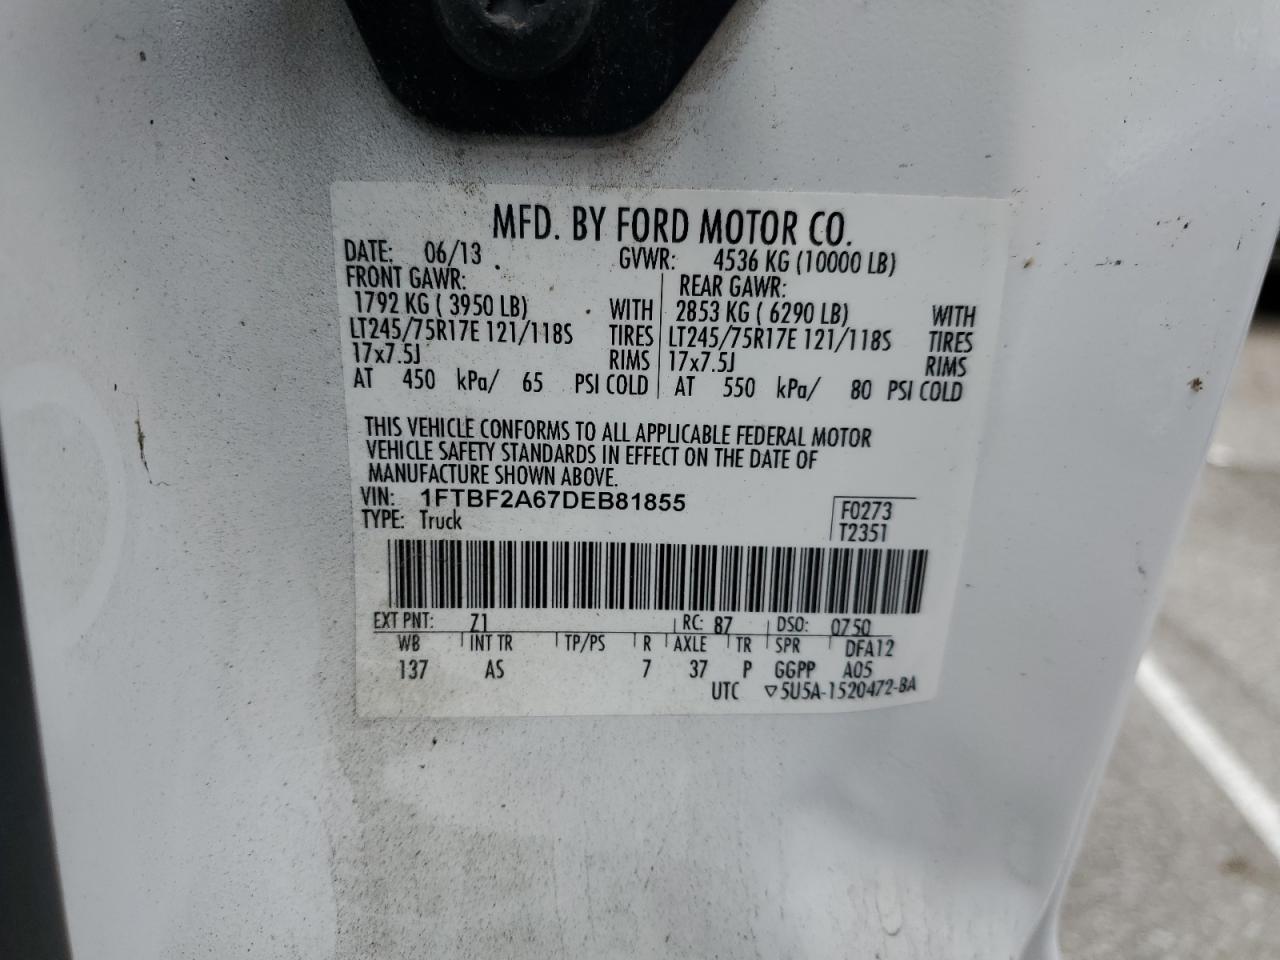 MFD. BY FORD MOTOR CO.
DATE: 06/13 GVWR: 4536 KG (10000 LB)
FRONT GAWR: REAR GAWR:
1792 KG ( 3950 LB) WITH 2853 KG ( 6290 LB) WITH
LT245/75R17E 121/118S TIRES LT245/75R17E 121/118S TIRES
17x7.5J RIMS 17x7.5J RIMS
AT 450 kPa/ 65 PSI COLD AT 550 kPa/ 80 PSI COLD
THIS VEHICLE CONFORMS TO ALL APPLICABLE FEDERAL MOTOR
VEHICLE SAFETY STANDARDS IN EFFECT ON THE DATE OF
MANUFACTURE SHOWN ABOVE.
VIN: 1FTBF2A67DEB81855 F0273
TYPE: Truck T2351
EXT PNT: Z1 RC: 87 DSO: 0750
WB INT TR TP/PS R AXLE TR SPR DFA12
137 AS 7 37 P GGPP A05
UTC ▽5U5A-1520472-BA